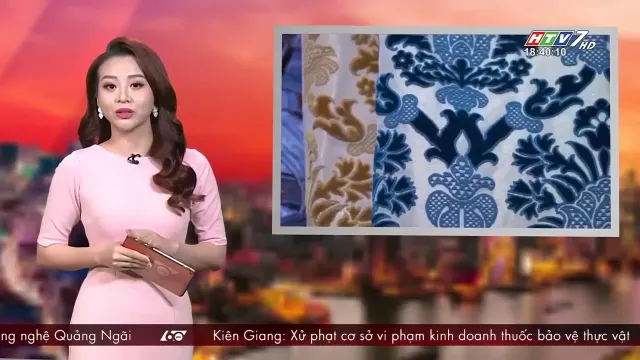 HTV7 HD
18:40:10
ng nghệ Quảng Ngãi 60 Kiên Giang: Xử phạt cơ sở vi phạm kinh doanh thuốc bảo vệ thực vật